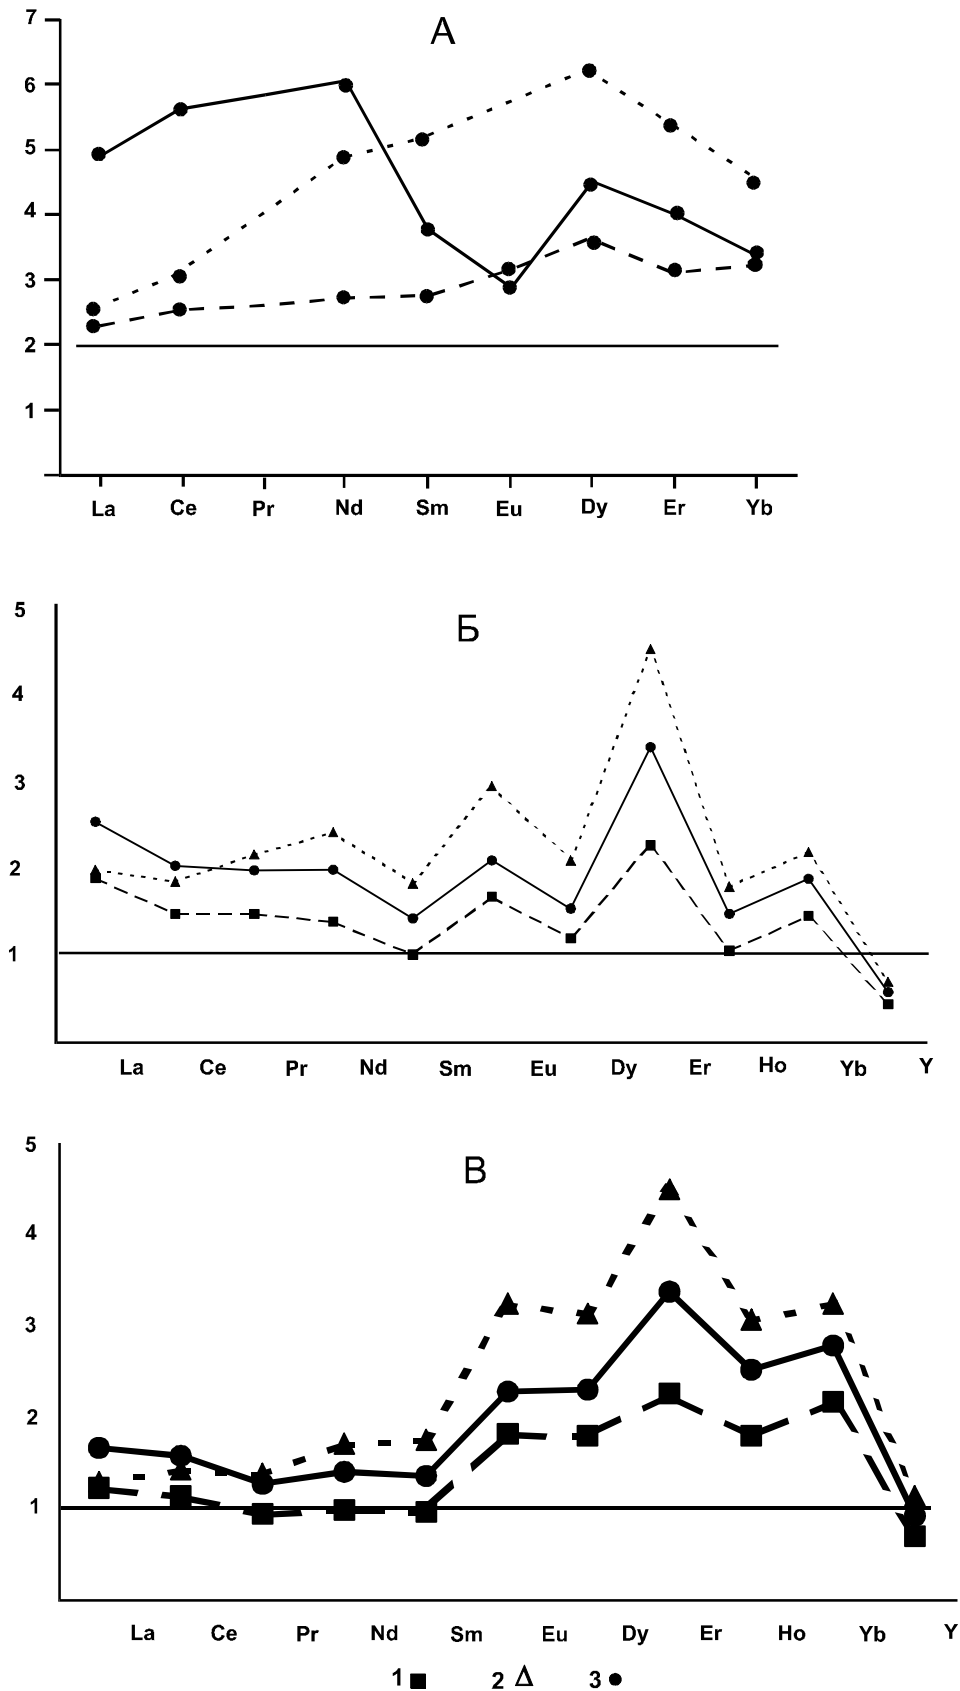 А
7
6
5
4
3
2
1
La Ce Pr Nd Sm Eu Dy Er Yb
Б
5
4
3
2
1
La Ce Pr Nd Sm Eu Dy Er Ho Yb Y
В
5
4
3
2
1
La Ce Pr Nd Sm Eu Dy Er Ho Yb Y
1 2 3